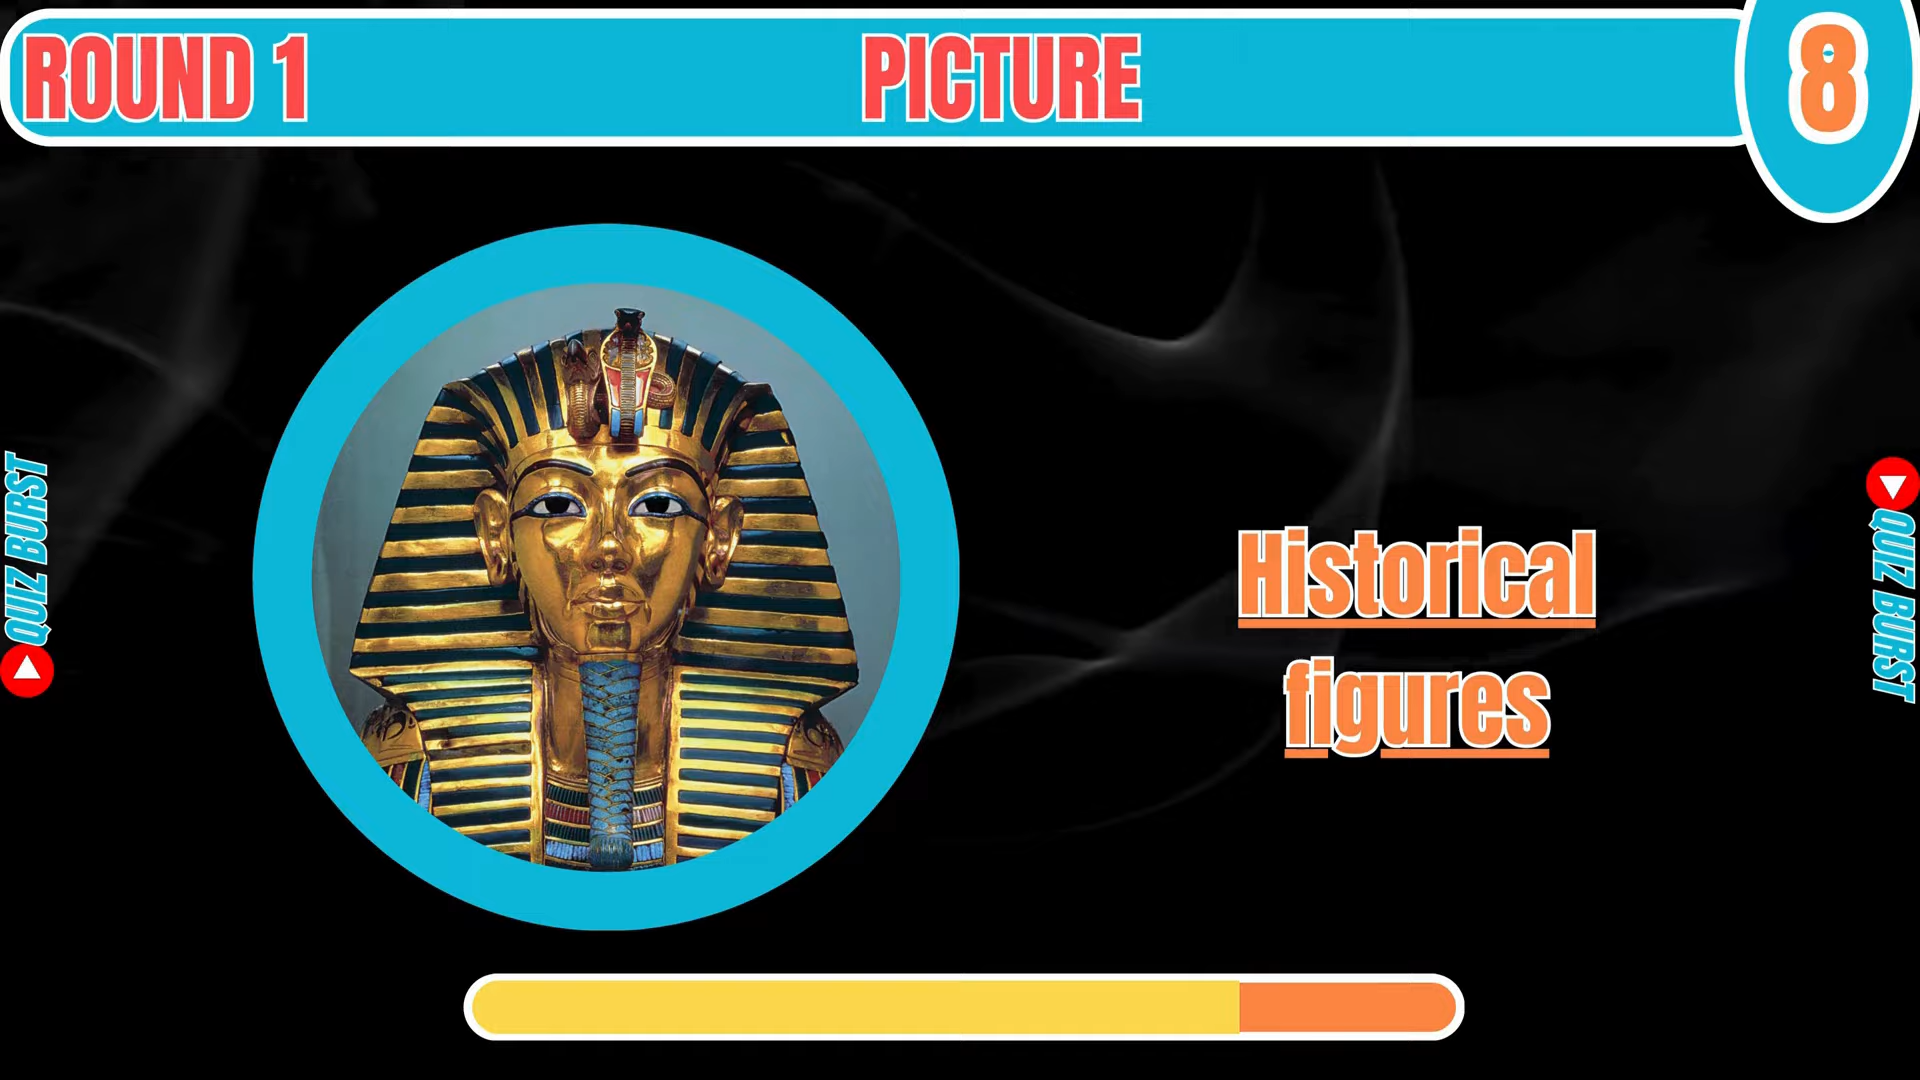 ROUND 1
PICTURE
8
Historical
figures
QUIZ BURST
QUIZ BURST